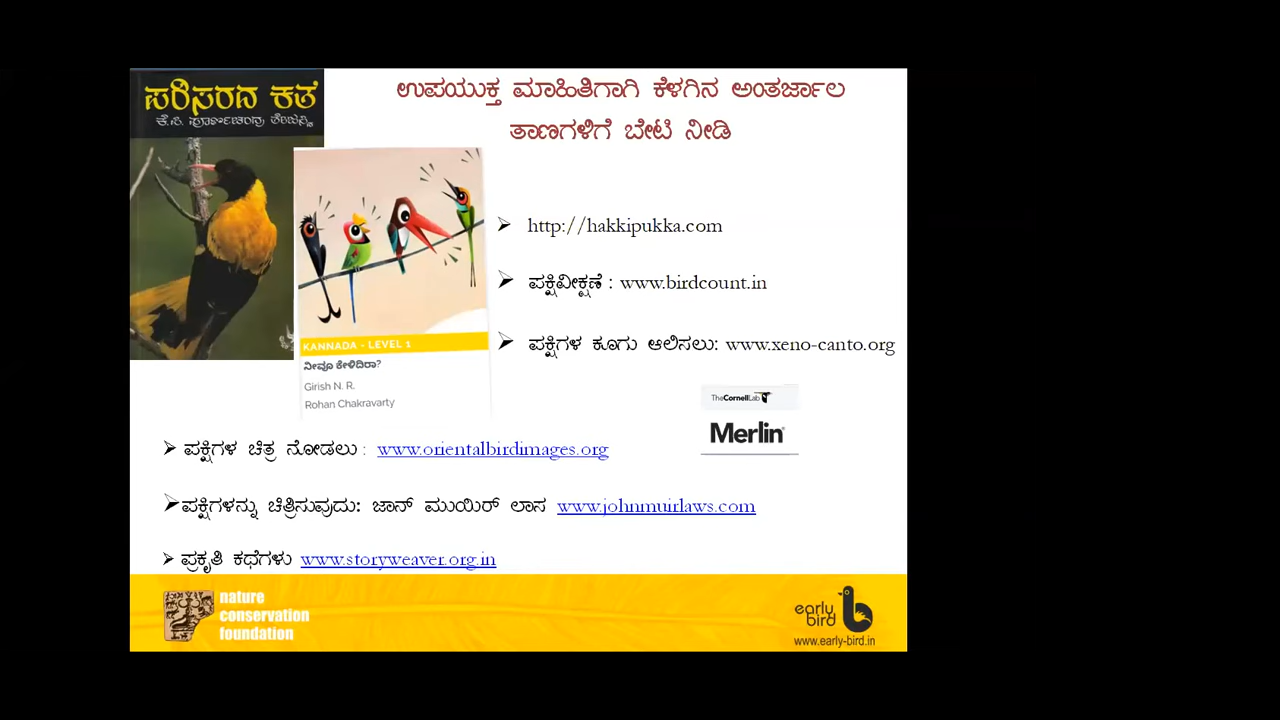 ಪರಿಸರದ ಕತೆ
ಕೆ.ಪಿ. ಪೂರ್ಣಚಂದ್ರ ತೇಜಸ್ವಿ
ಉಪಯುಕ್ತ ಮಾಹಿತಿಗಾಗಿ ಕೆಳಗಿನ ಅಂತರ್ಜಾಲ
ತಾಣಗಳಿಗೆ ಬೇಟಿ ನೀಡಿ
➢ http://hakkipukka.com
➢ ಪಕ್ಷಿವೀಕ್ಷಣೆ : www.birdcount.in
➢ ಪಕ್ಷಿಗಳ ಕೂಗು ಆಲಿಸಲು: www.xeno-canto.org
KANNADA - LEVEL 1
ನೀವೂ ಕೇಳಿದಿರಾ?
Girish N. R.
Rohan Chakravarty
TheCornellLab
Merlin
➢ ಪಕ್ಷಿಗಳ ಚಿತ್ರ ನೋಡಲು : www.orientalbirdimages.org
➢ಪಕ್ಷಿಗಳನ್ನು ಚಿತ್ರಿಸುವುದು: ಜಾನ್ ಮುಯಿರ್ ಲಾಸ www.johnmuirlaws.com
➢ ಪ್ರಕೃತಿ ಕಥೆಗಳು www.storyweaver.org.in
nature
conservation
foundation
early
bird
www.early-bird.in